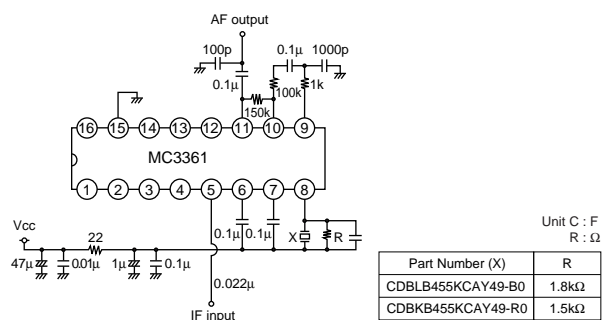 AF output
100p
0.1μ
1000p
0.1μ
100k
1k
150k
16 15 14 13 12 11 10 9
MC3361
1 2 3 4 5 6 7 8
Vcc
22
0.1μ
0.1μ
X
R
47μ
0.01μ
1μ
0.1μ
0.022μ
IF input
Unit C : F
R : Ω
Part Number (X) R
CDBLB455KCAY49-B0 1.8kΩ
CDBKB455KCAY49-R0 1.5kΩ